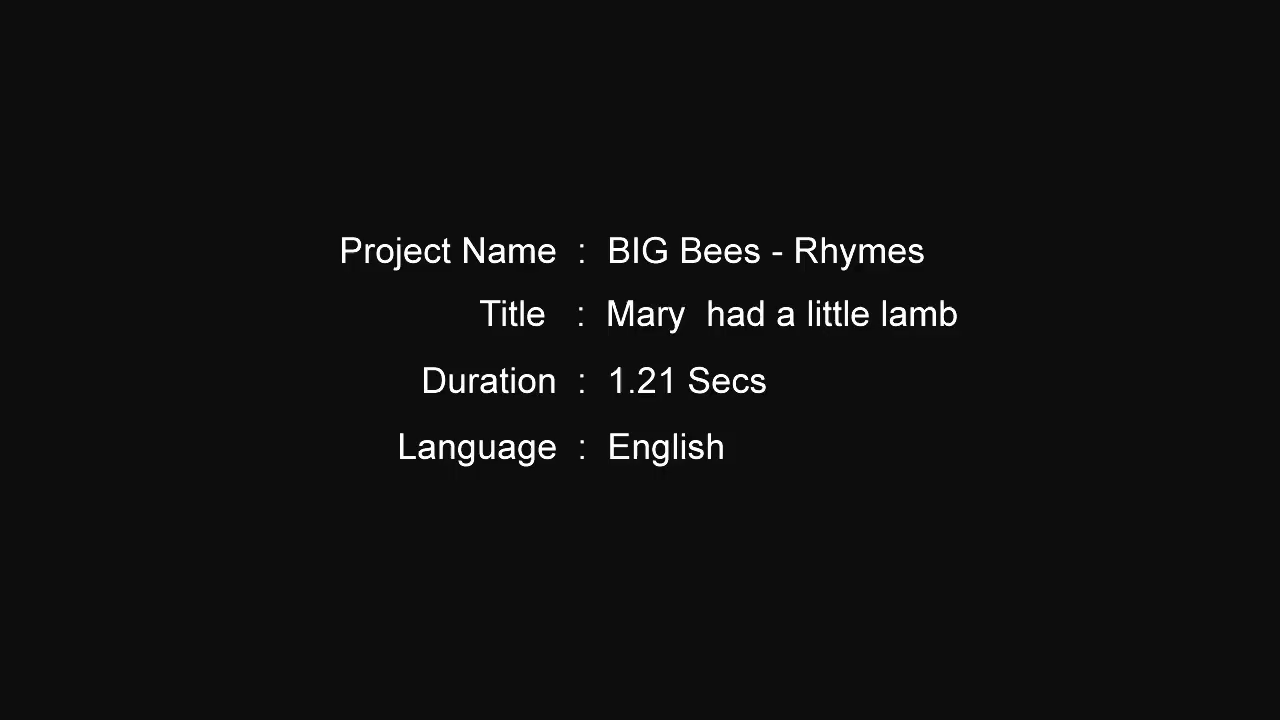 Project Name : BIG Bees - Rhymes
Title : Mary had a little lamb
Duration : 1.21 Secs
Language : English